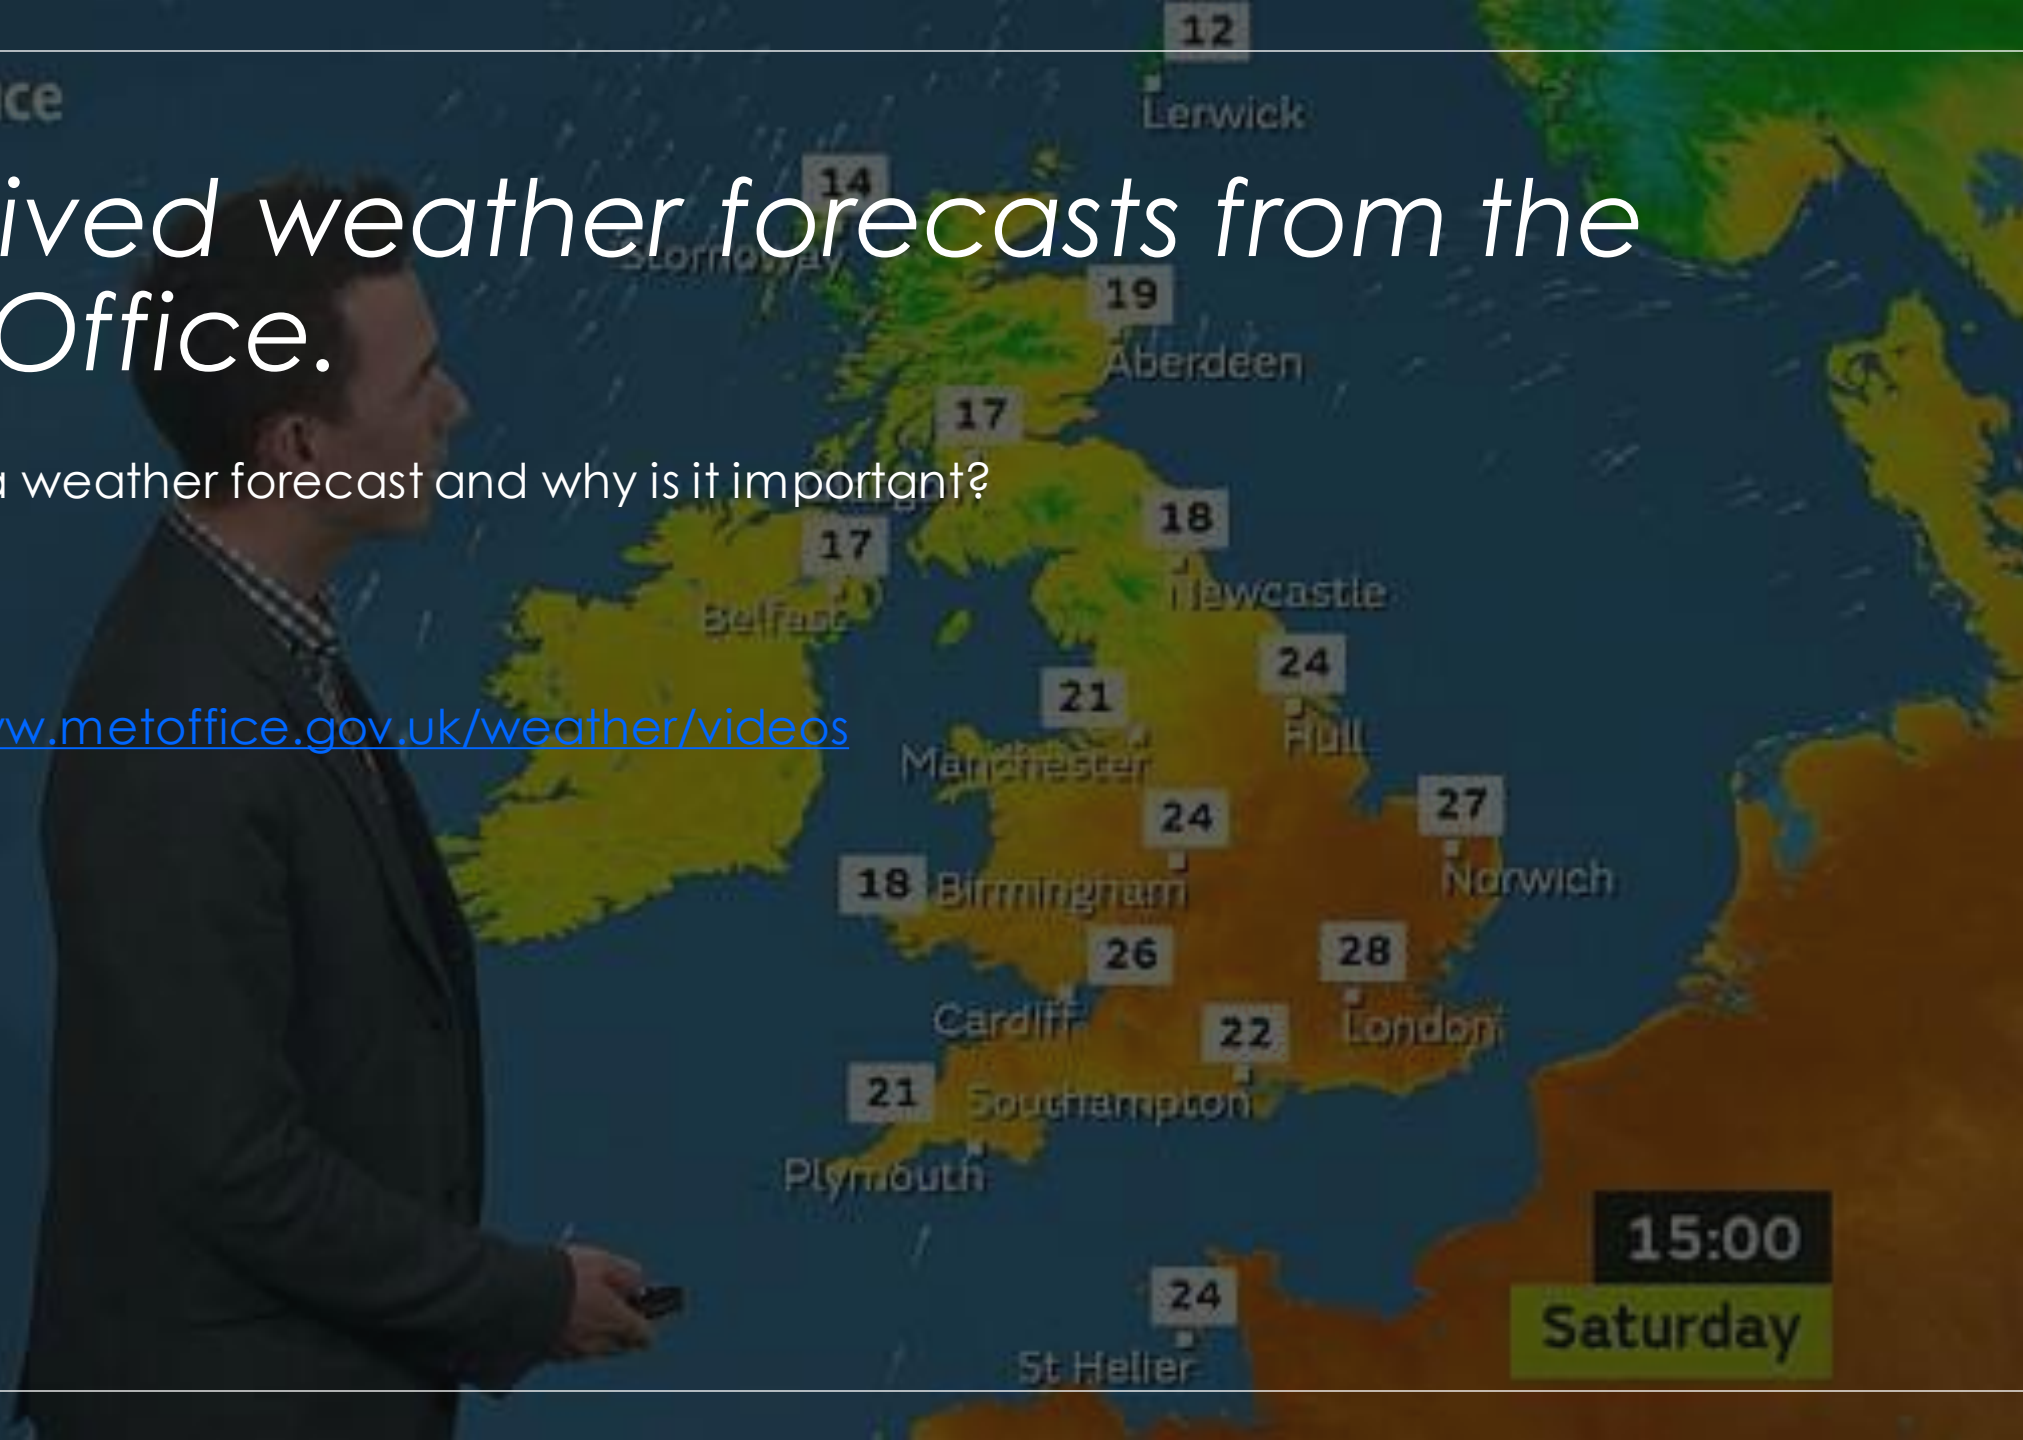 12
ice
Lerwick
14
ived weather forecasts from the
Stornoway
19
Office.
Aberdeen
17
a weather forecast and why is it important?
18
17
Newcastle
Belfast
24
21
ww.metoffice.gov.uk/weather/videos
Hull
Manchester
27
24
18 Birmingham
Norwich
26
28
Cardiff
22
London
21
Southampton
Plymouth
15:00
24
Saturday
St Helier